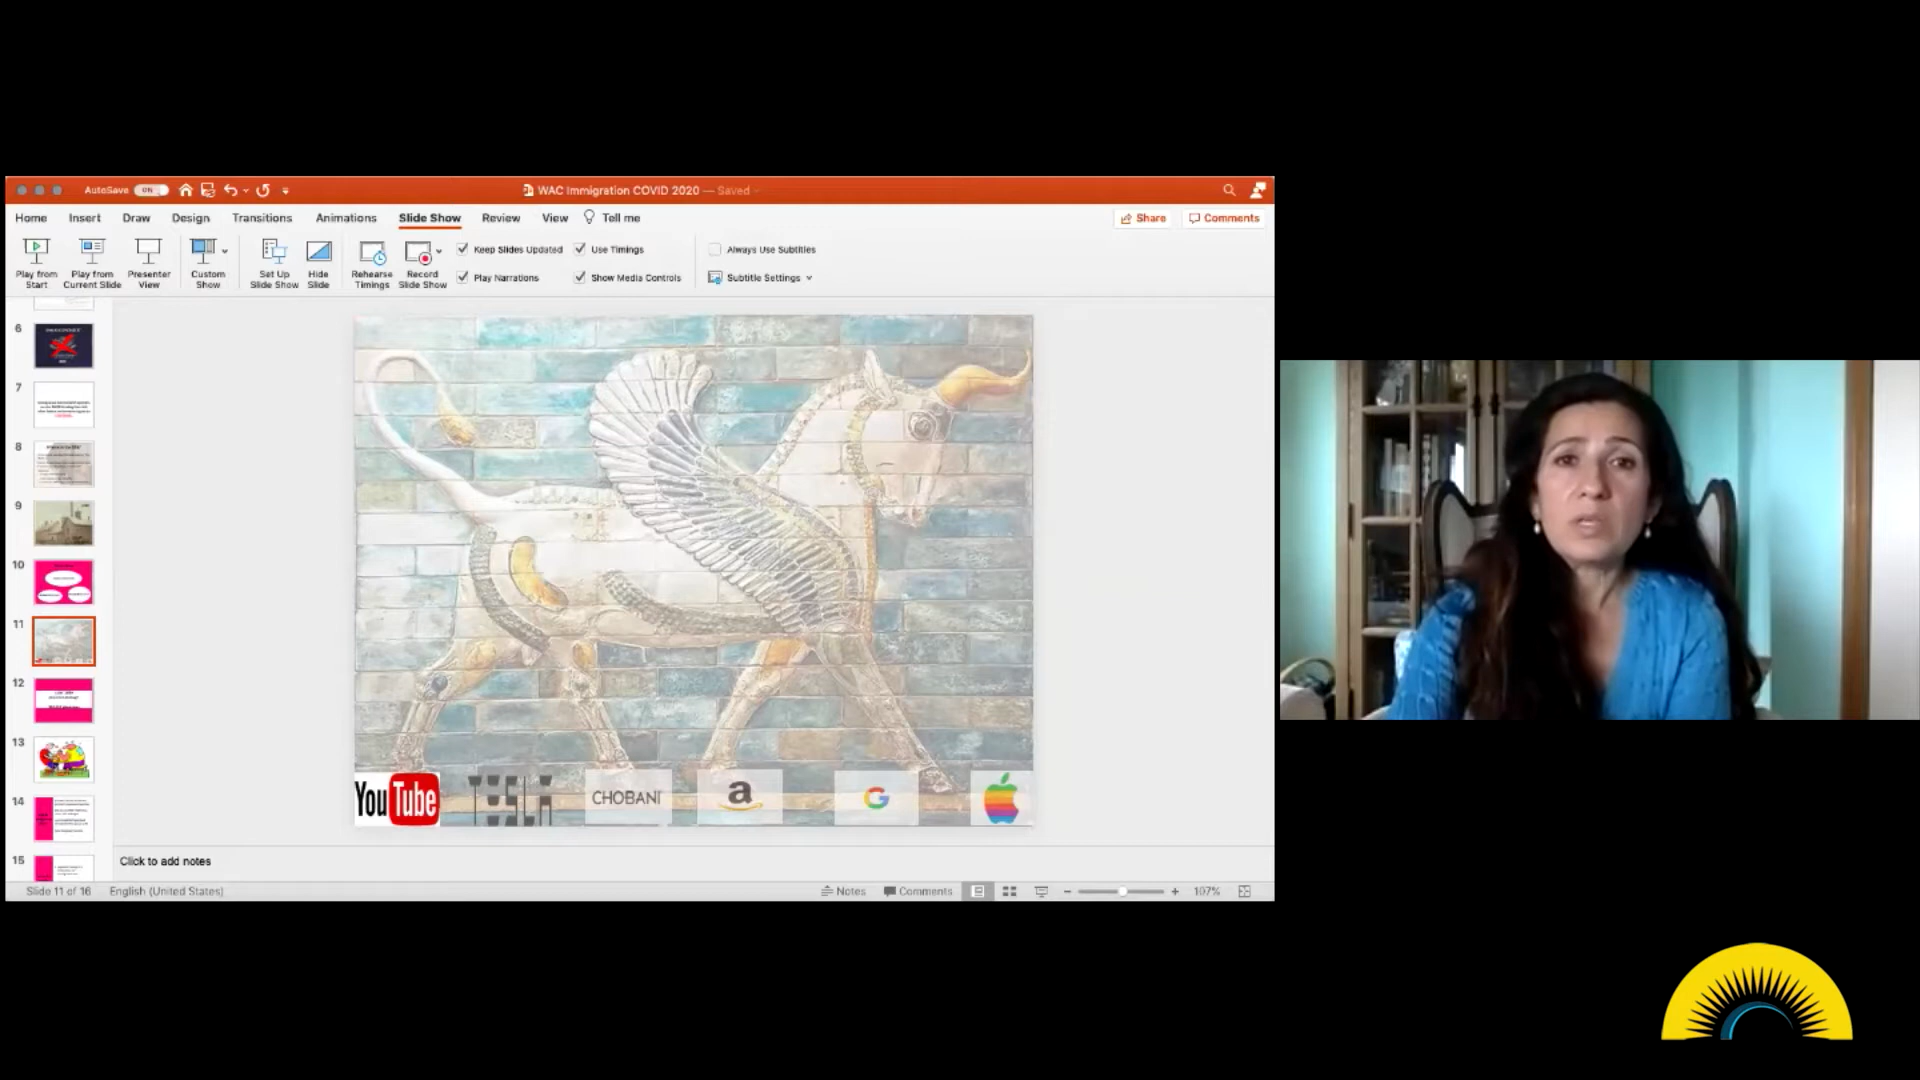 AutoSave ON WAC Immigration COVID 2020 — Saved
Home Insert Draw Design Transitions Animations Slide Show Review View Tell me Share Comments
Play from Start
Play from Current Slide
Presenter View
Custom Show
Set Up Slide Show
Hide Slide
Rehearse Timings
Record Slide Show
Keep Slides Updated
Use Timings
Play Narrations
Show Media Controls
Always Use Subtitles
Subtitle Settings
6
7
8
9
10
11
12
13
14
15
YouTube TESLA CHOBANI a G
Click to add notes
Slide 11 of 16 English (United States) Notes Comments 107%